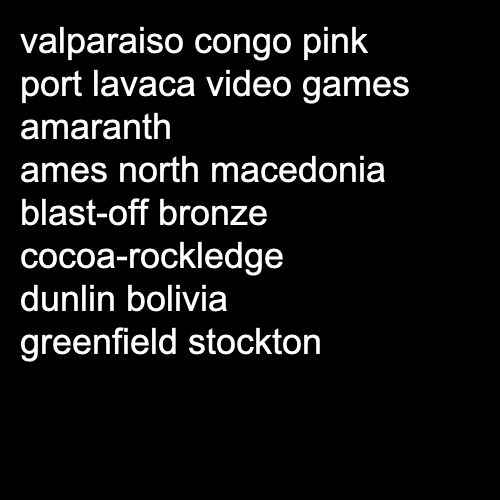 valparaiso congo pink
port lavaca video games
amaranth
ames north macedonia
blast-off bronze
cocoa-rockledge
dunlin bolivia
greenfield stockton